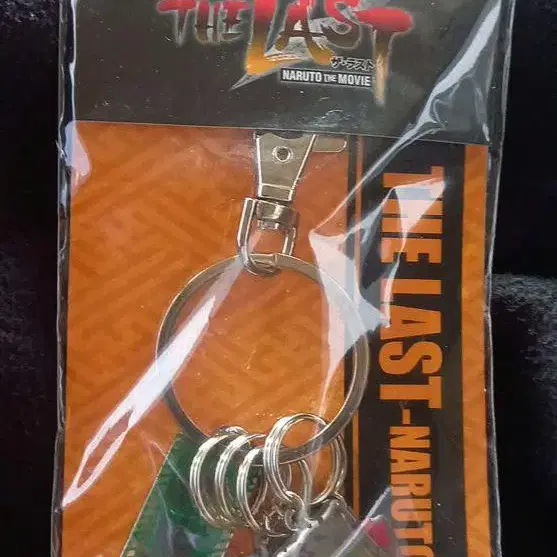 THE LAST
ザ・ラスト
NARUTO THE MOVIE
THE LAST-NARUTO